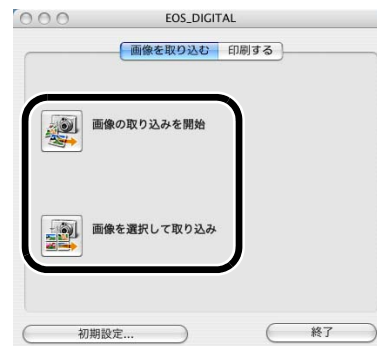 EOS_DIGITAL
画像を取り込む 印刷する
画像の取り込みを開始
画像を選択して取り込み
初期設定... 終了